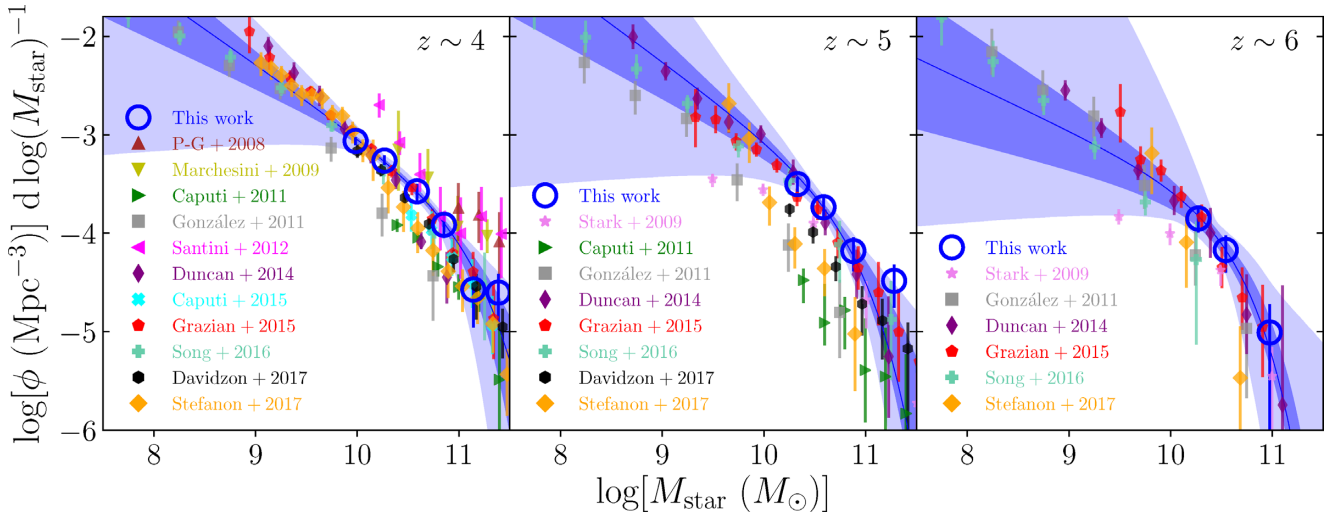 log[ϕ (Mpc⁻³)] dlog(M_star)⁻¹
−2
−3
−4
−5
−6
z ∼ 4
This work
P-G + 2008
Marchesini + 2009
Caputi + 2011
González + 2011
Santini + 2012
Duncan + 2014
Caputi + 2015
Grazian + 2015
Song + 2016
Davidzon + 2017
Stefanon + 2017
8 9 10 11
z ∼ 5
This work
Stark + 2009
Caputi + 2011
González + 2011
Duncan + 2014
Grazian + 2015
Song + 2016
Davidzon + 2017
Stefanon + 2017
8 9 10 11
z ∼ 6
This work
Stark + 2009
González + 2011
Duncan + 2014
Grazian + 2015
Song + 2016
Stefanon + 2017
8 9 10 11
log[M_star (M_⊙)]